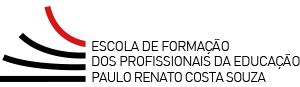 ESCOLA DE FORMAÇÃO
DOS PROFISSIONAIS DA EDUCAÇÃO
PAULO RENATO COSTA SOUZA